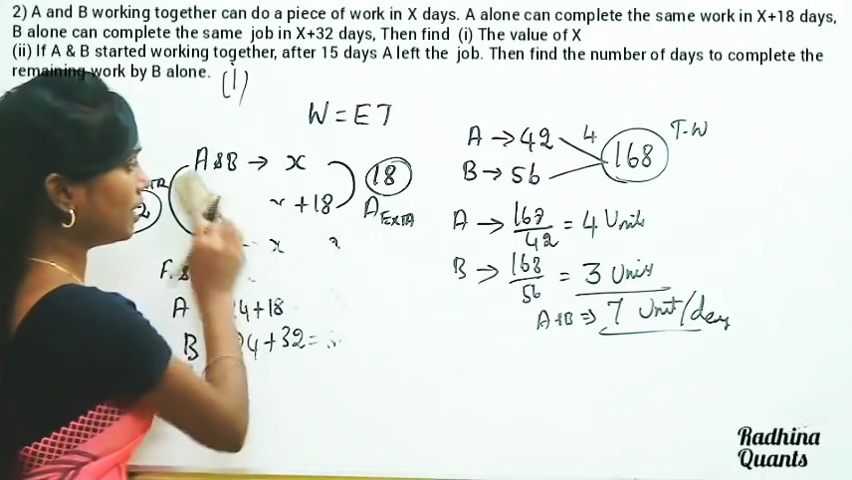 2) A and B working together can do a piece of work in X days. A alone can complete the same work in X+18 days,
B alone can complete the same job in X+32 days, Then find (i) The value of X
(ii) If A & B started working together, after 15 days A left the job. Then find the number of days to complete the
remaining work by B alone.
(i)
W = ET
A&B → x
x +18
18
A EXTRA
x
A 24+18
B 24+32=
A → 42 4
B → 56
168
T.W
A → 168/42 = 4 Units
B → 168/56 = 3 Units
A+B ⇒ 7 Unit/day
Radhina
Quants